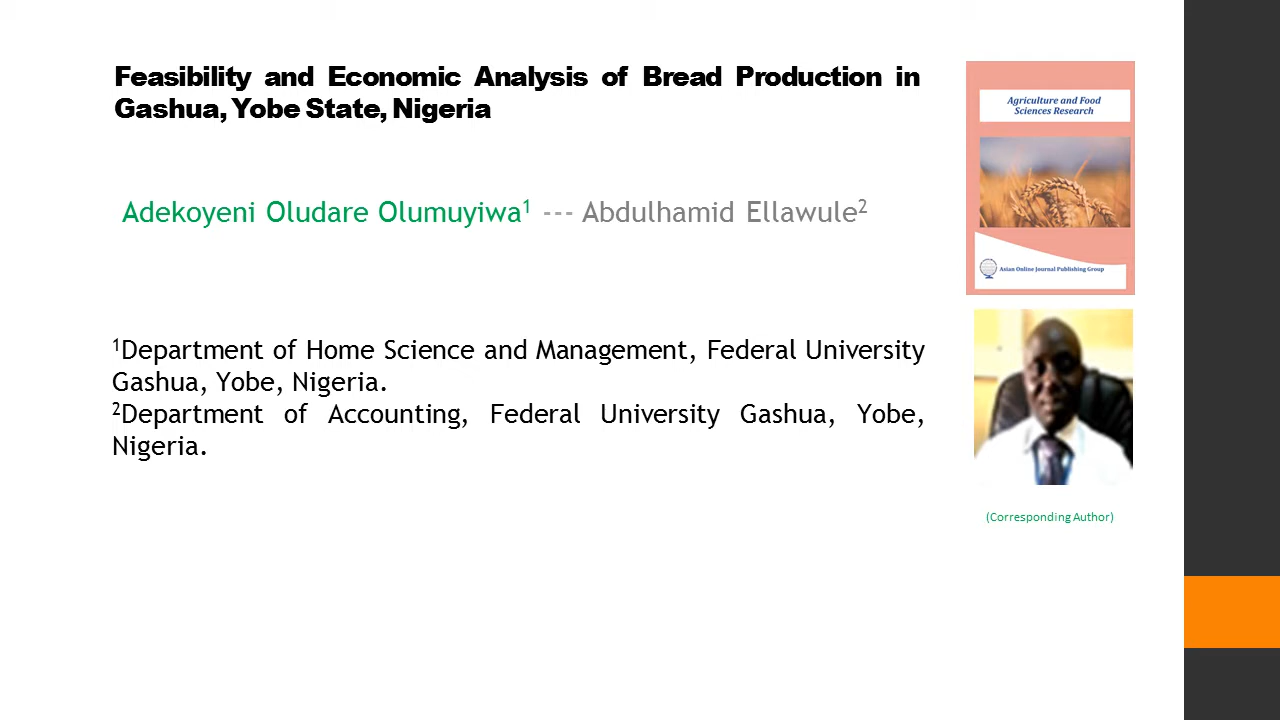 Feasibility and Economic Analysis of Bread Production in
Gashua, Yobe State, Nigeria
Adekoyeni Oludare Olumuyiwa1 --- Abdulhamid Ellawule2
1Department of Home Science and Management, Federal University
Gashua, Yobe, Nigeria.
2Department of Accounting, Federal University Gashua, Yobe,
Nigeria.
Agriculture and Food
Sciences Research
Asian Online Journal Publishing Group
(Corresponding Author)